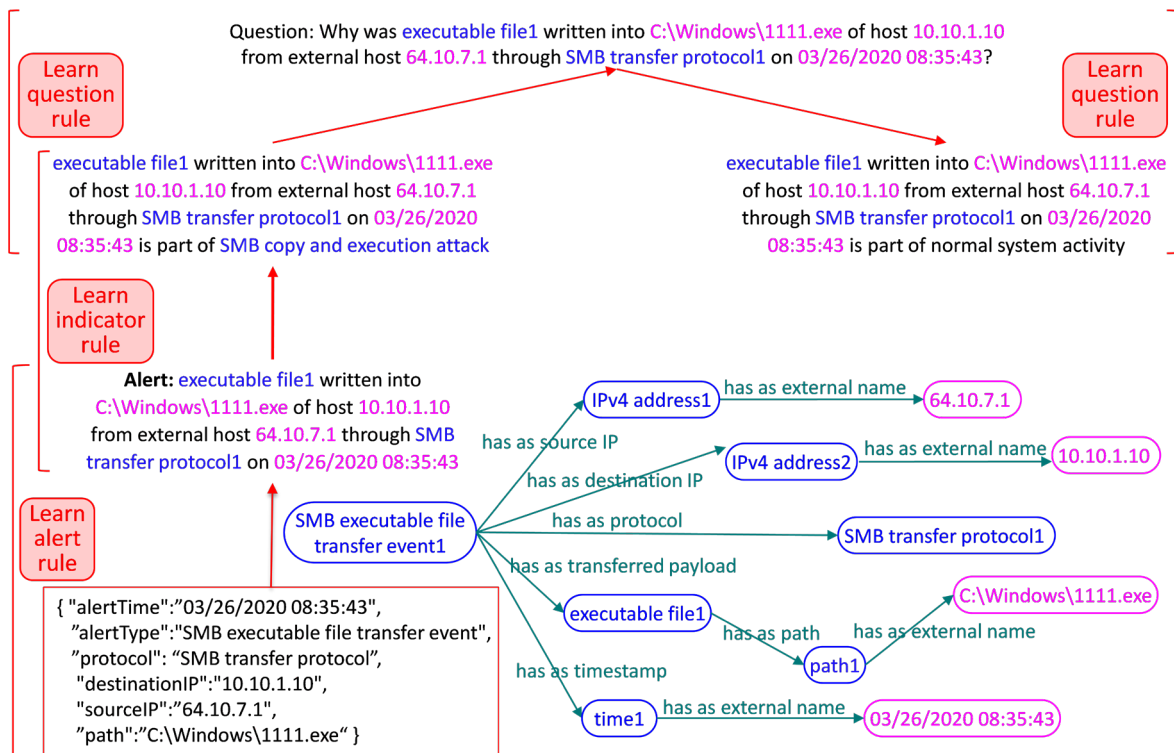 Question: Why was executable file1 written into C:\Windows\1111.exe of host 10.10.1.10
from external host 64.10.7.1 through SMB transfer protocol1 on 03/26/2020 08:35:43?
Learn
question
rule
Learn
question
rule
executable file1 written into C:\Windows\1111.exe
of host 10.10.1.10 from external host 64.10.7.1
through SMB transfer protocol1 on 03/26/2020
08:35:43 is part of SMB copy and execution attack
executable file1 written into C:\Windows\1111.exe
of host 10.10.1.10 from external host 64.10.7.1
through SMB transfer protocol1 on 03/26/2020
08:35:43 is part of normal system activity
Learn
indicator
rule
Alert: executable file1 written into
C:\Windows\1111.exe of host 10.10.1.10
from external host 64.10.7.1 through SMB
transfer protocol1 on 03/26/2020 08:35:43
Learn
alert
rule
{ "alertTime":”03/26/2020 08:35:43",
”alertType":"SMB executable file transfer event",
”protocol": “SMB transfer protocol”,
"destinationIP":"10.10.1.10",
"sourceIP":”64.10.7.1",
”path":”C:\Windows\1111.exe“ }
SMB executable file
transfer event1
has as source IP
IPv4 address1
has as external name
64.10.7.1
has as destination IP
IPv4 address2
has as external name
10.10.1.10
has as protocol
SMB transfer protocol1
has as transferred payload
executable file1
has as path
path1
has as external name
C:\Windows\1111.exe
has as timestamp
time1
has as external name
03/26/2020 08:35:43